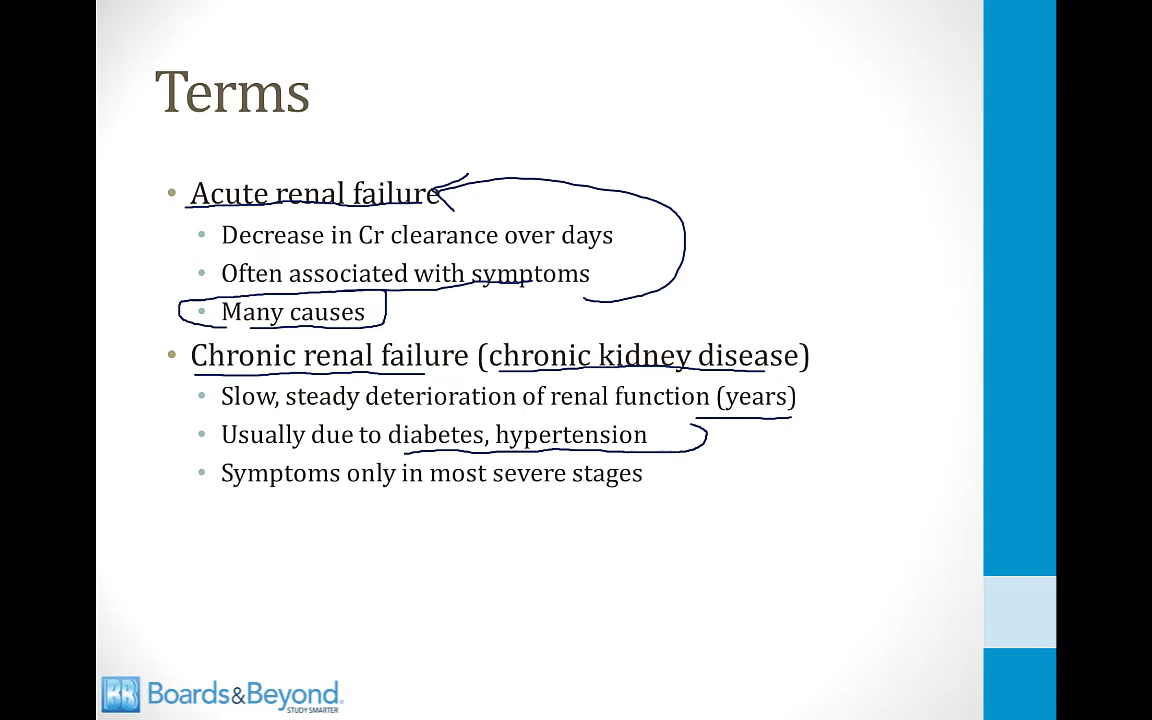 Terms
• Acute renal failure
• Decrease in Cr clearance over days
• Often associated with symptoms
• Many causes
• Chronic renal failure (chronic kidney disease)
• Slow, steady deterioration of renal function (years)
• Usually due to diabetes, hypertension
• Symptoms only in most severe stages
BB Boards&Beyond.
STUDY SMARTER